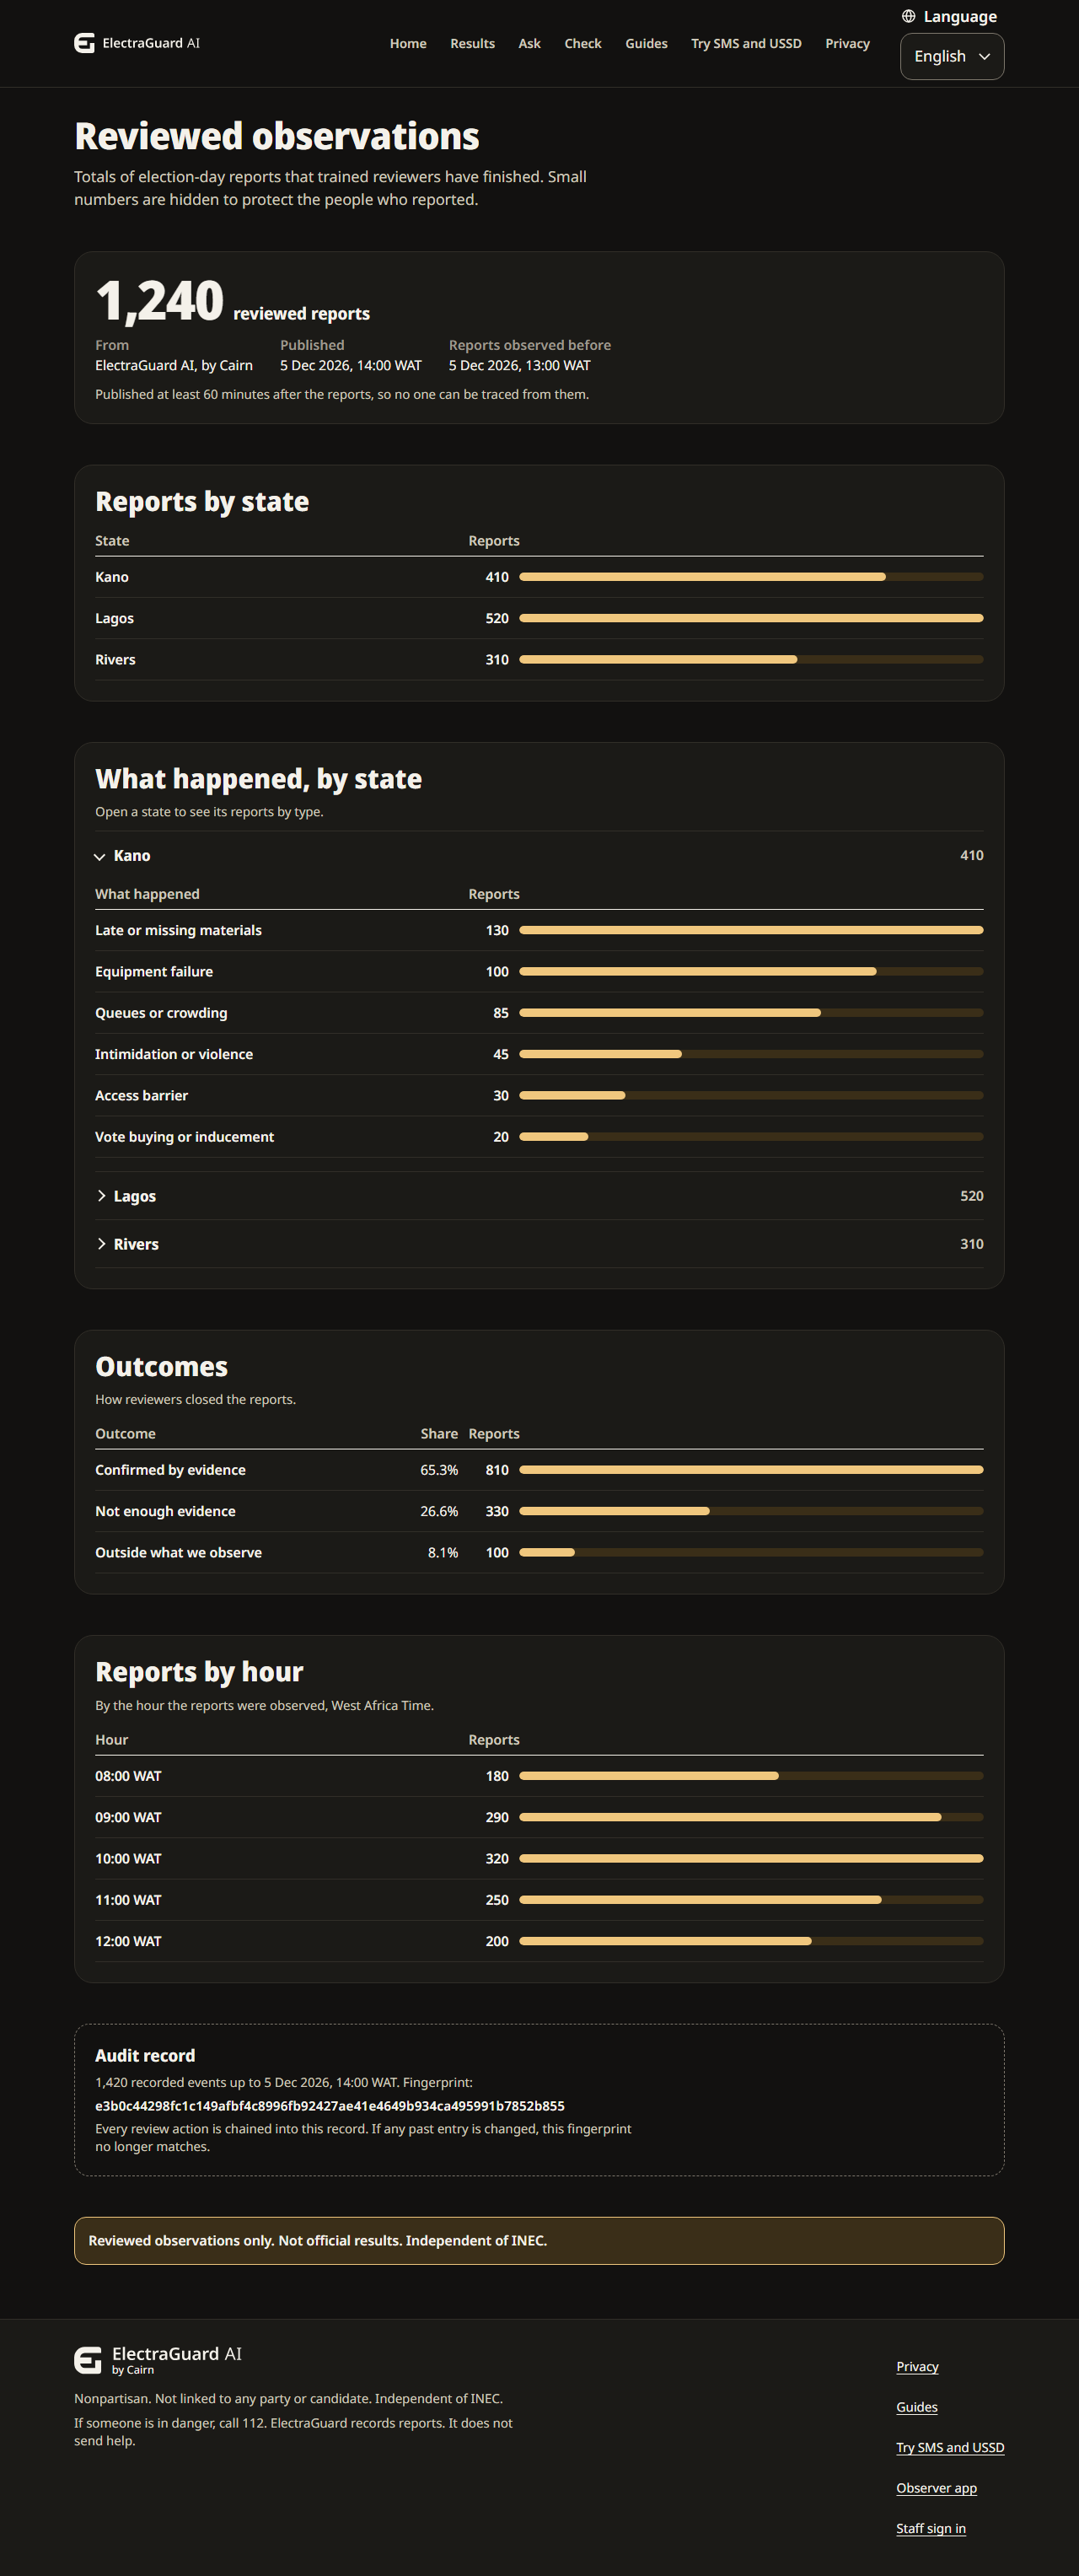 ElectraGuard AI
Home Results Ask Check Guides Try SMS and USSD Privacy
Language
English
Reviewed observations
Totals of election-day reports that trained reviewers have finished. Small
numbers are hidden to protect the people who reported.
1,240 reviewed reports
From Published Reports observed before
ElectraGuard AI, by Cairn 5 Dec 2026, 14:00 WAT 5 Dec 2026, 13:00 WAT
Published at least 60 minutes after the reports, so no one can be traced from them.
Reports by state
State Reports
Kano 410
Lagos 520
Rivers 310
What happened, by state
Open a state to see its reports by type.
Kano 410
What happened Reports
Late or missing materials 130
Equipment failure 100
Queues or crowding 85
Intimidation or violence 45
Access barrier 30
Vote buying or inducement 20
Lagos 520
Rivers 310
Outcomes
How reviewers closed the reports.
Outcome Share Reports
Confirmed by evidence 65.3% 810
Not enough evidence 26.6% 330
Outside what we observe 8.1% 100
Reports by hour
By the hour the reports were observed, West Africa Time.
Hour Reports
08:00 WAT 180
09:00 WAT 290
10:00 WAT 320
11:00 WAT 250
12:00 WAT 200
Audit record
1,420 recorded events up to 5 Dec 2026, 14:00 WAT. Fingerprint:
e3b0c44298fc1c149afbf4c8996fb92427ae41e4649b934ca495991b7852b855
Every review action is chained into this record. If any past entry is changed, this fingerprint
no longer matches.
Reviewed observations only. Not official results. Independent of INEC.
ElectraGuard AI
by Cairn
Nonpartisan. Not linked to any party or candidate. Independent of INEC.
If someone is in danger, call 112. ElectraGuard records reports. It does not
send help.
Privacy
Guides
Try SMS and USSD
Observer app
Staff sign in